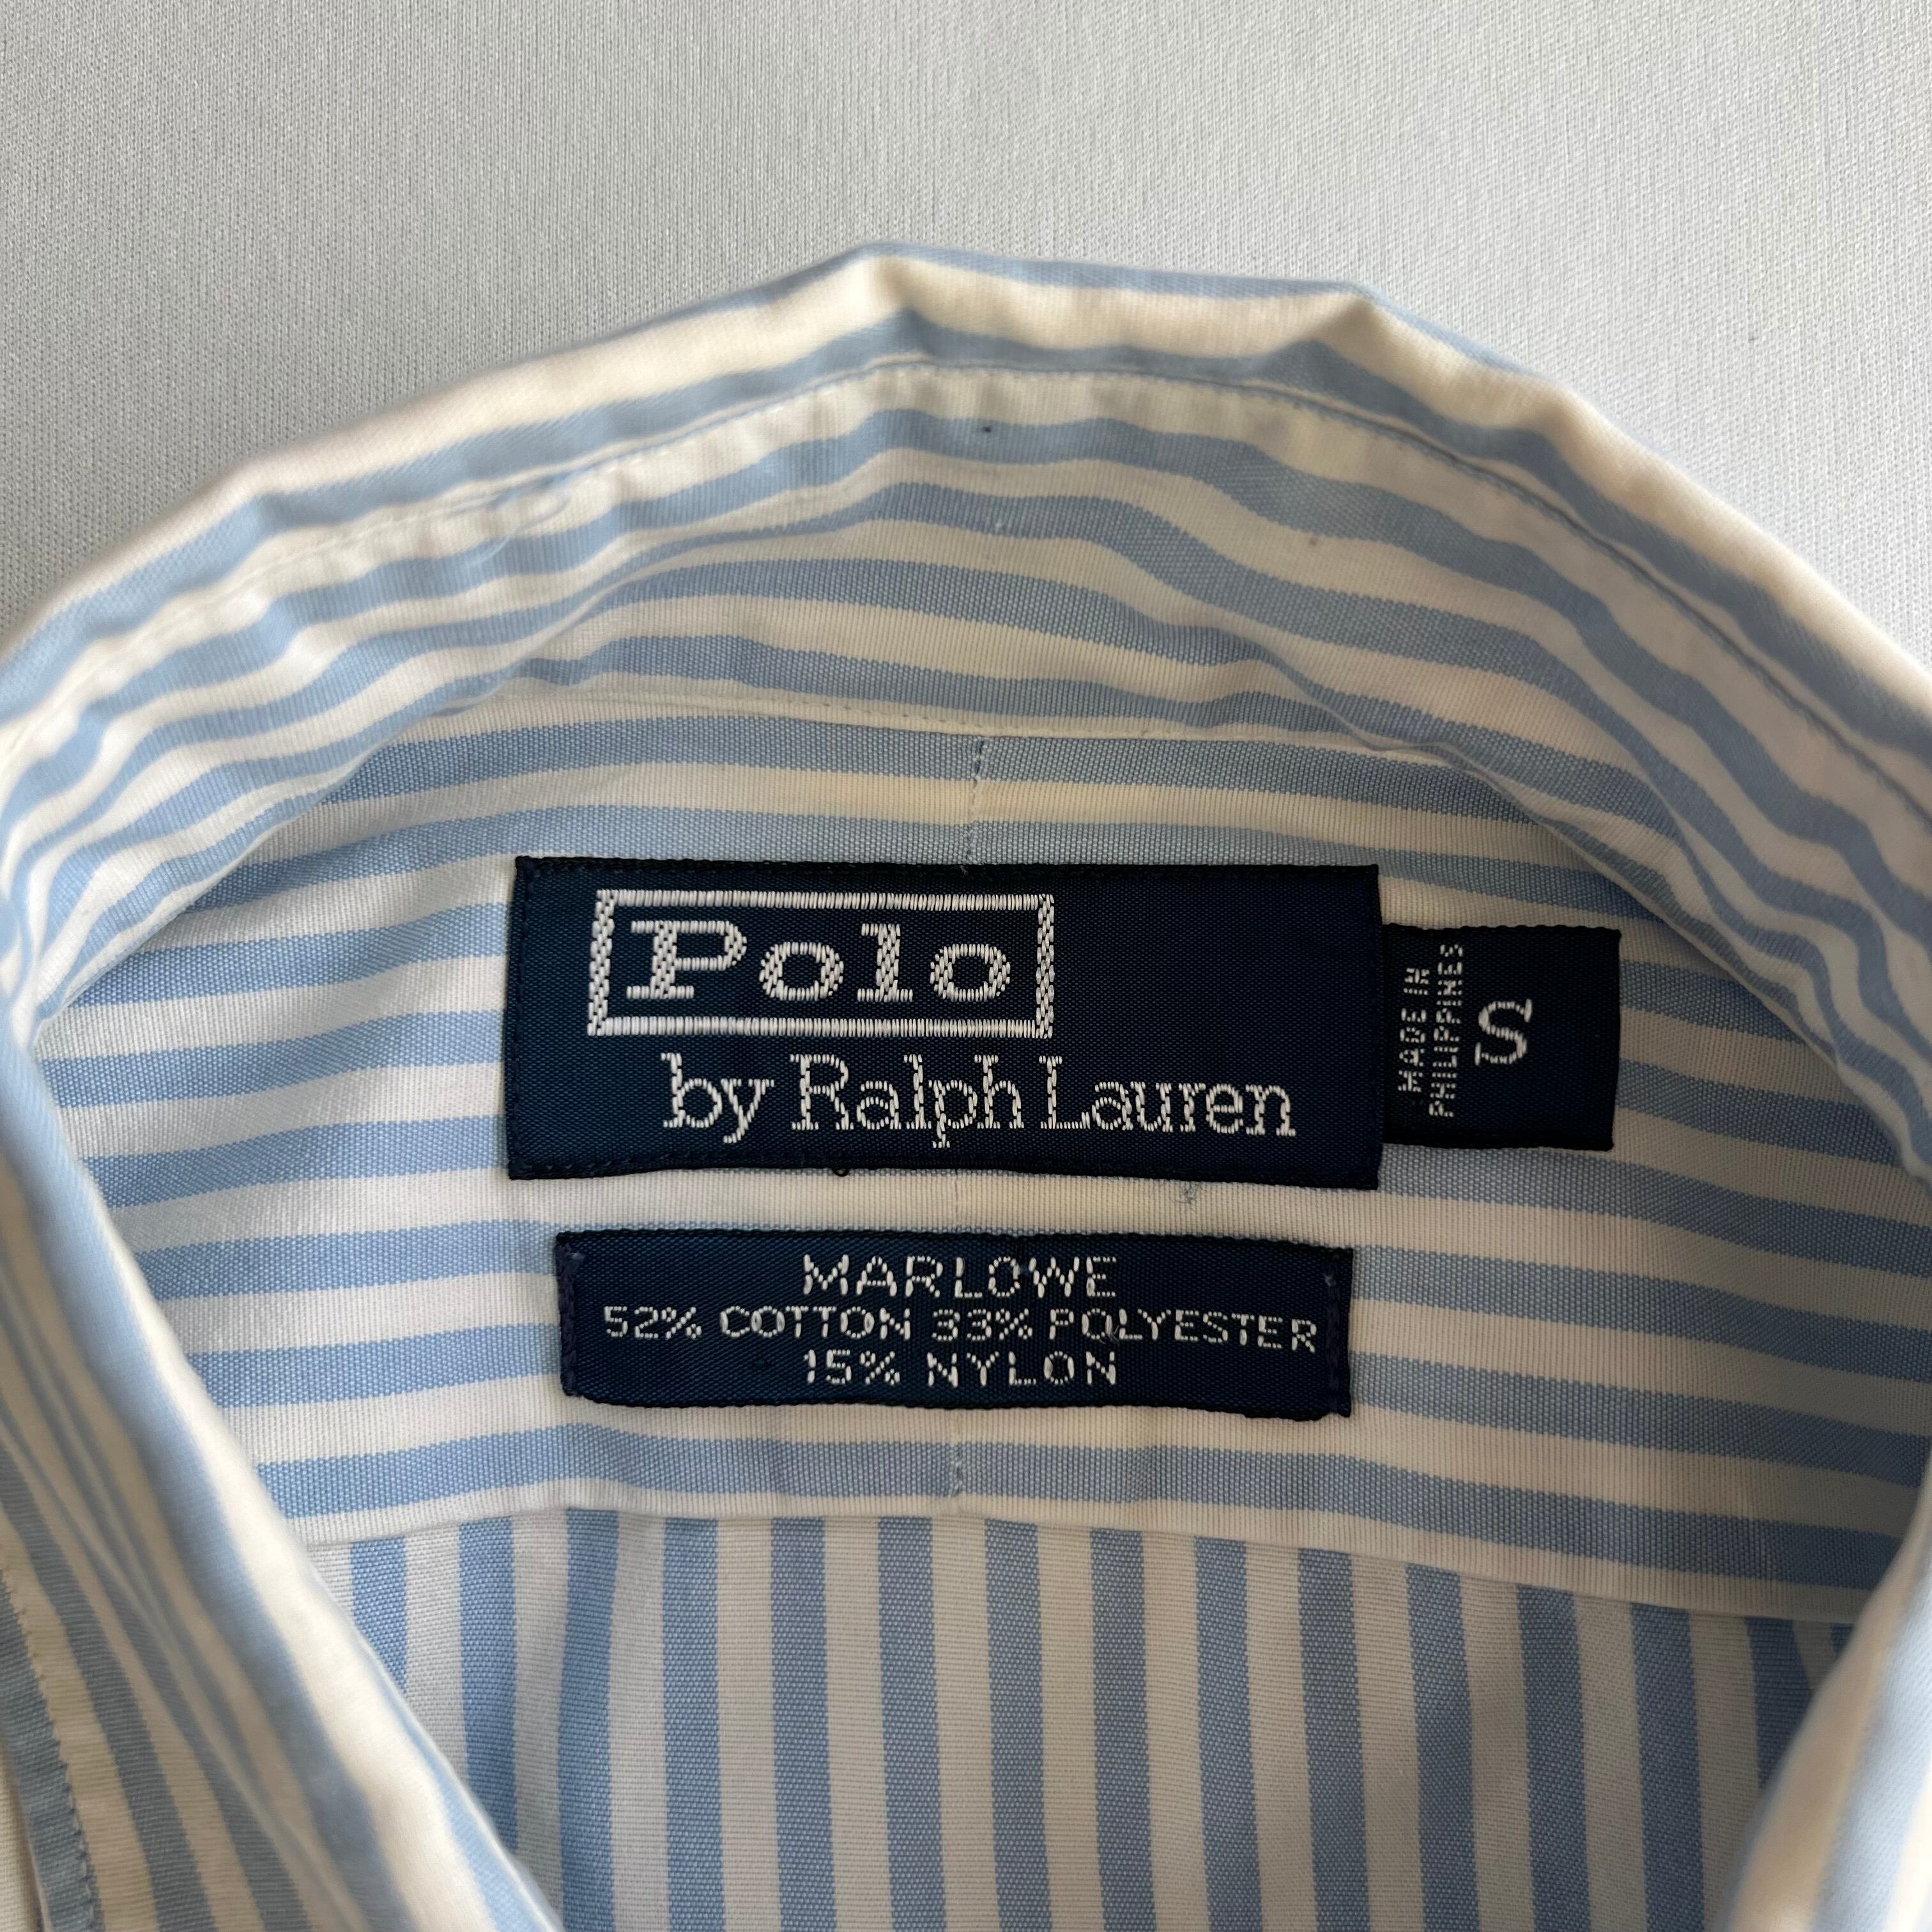 Polo
by Ralph Lauren
MADE IN
PHILIPPINES
S
MARLOWE
52% COTTON 33% POLYESTER
15% NYLON